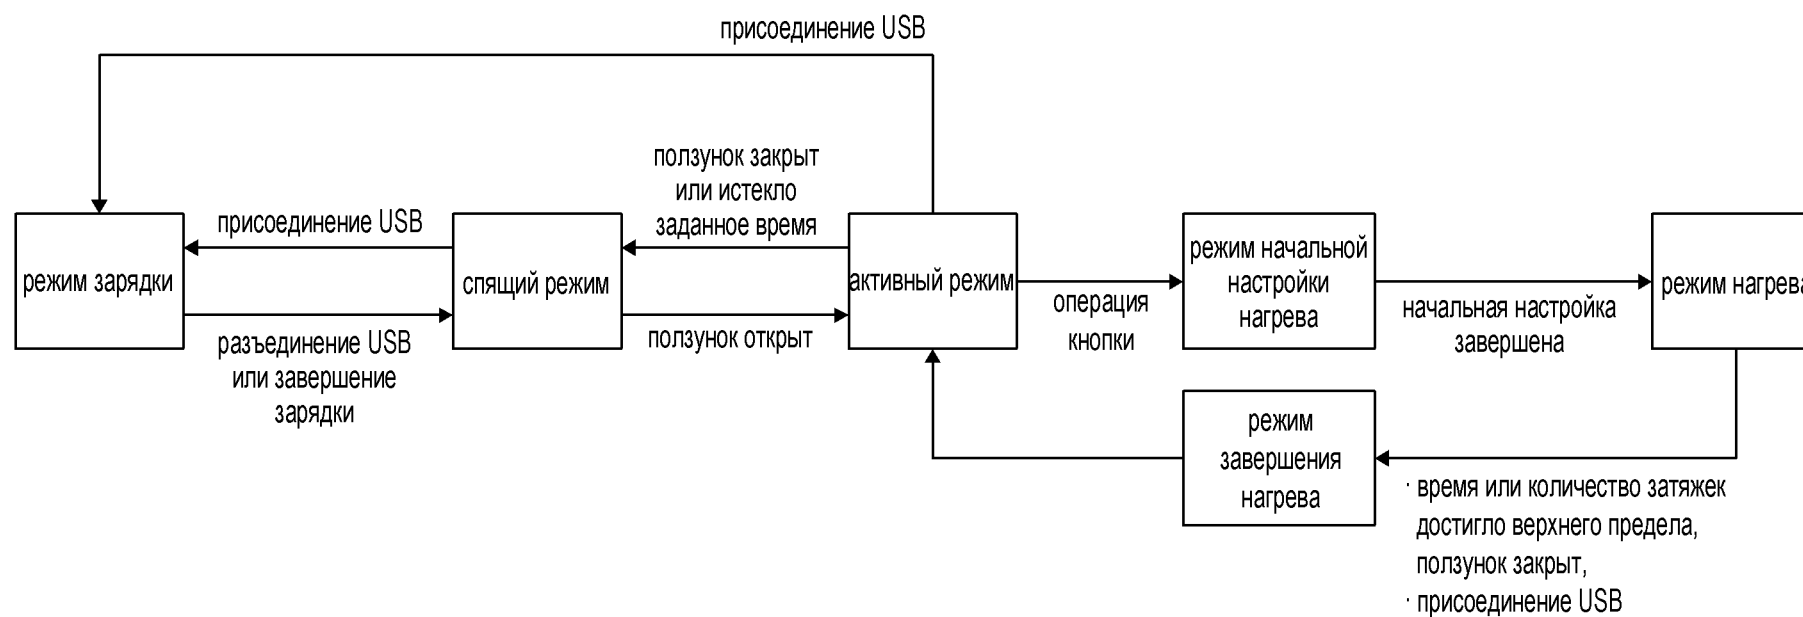 присоединение USB
ползунок закрыт
или истекло
заданное время
присоединение USB
режим зарядки
спящий режим
активный режим
режим начальной
настройки
нагрева
режим нагрева
разъединение USB
или завершение
зарядки
ползунок открыт
операция
кнопки
начальная настройка
завершена
режим
завершения
нагрева
· время или количество затяжек
достигло верхнего предела,
ползунок закрыт,
· присоединение USB